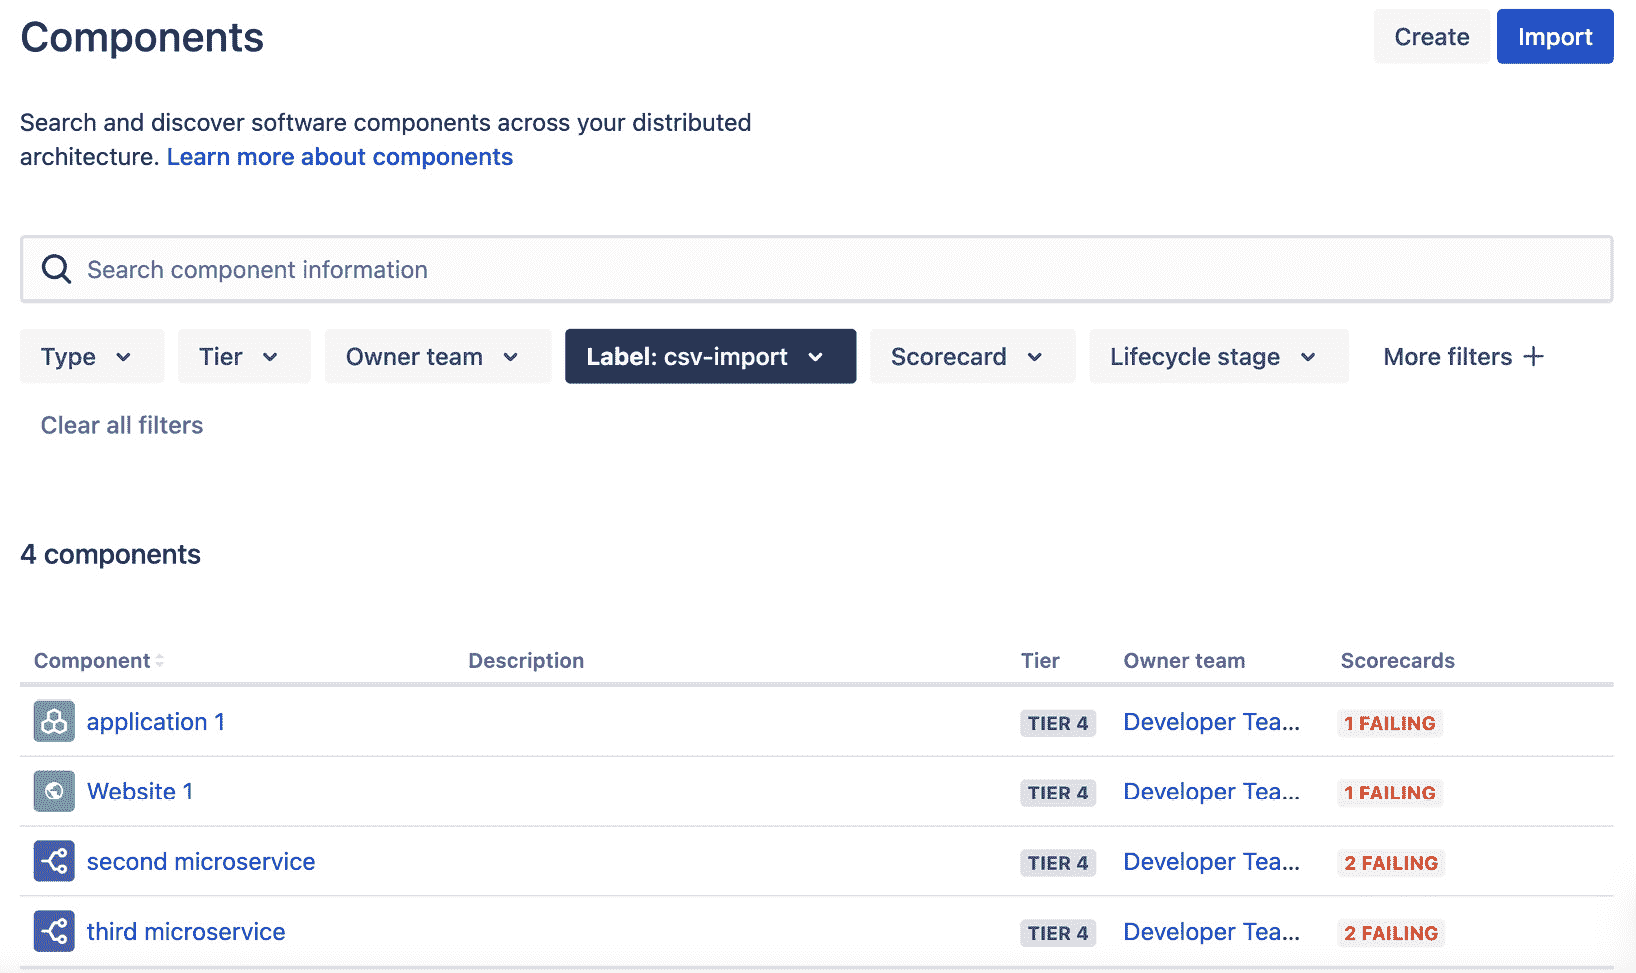 Components
Create
Import
Search and discover software components across your distributed
architecture. Learn more about components
Search component information
Type
Tier
Owner team
Label: csv-import
Scorecard
Lifecycle stage
More filters
Clear all filters
4 components
Component Description Tier Owner team Scorecards
application 1 TIER 4 Developer Tea... 1 FAILING
Website 1 TIER 4 Developer Tea... 1 FAILING
second microservice TIER 4 Developer Tea... 2 FAILING
third microservice TIER 4 Developer Tea... 2 FAILING